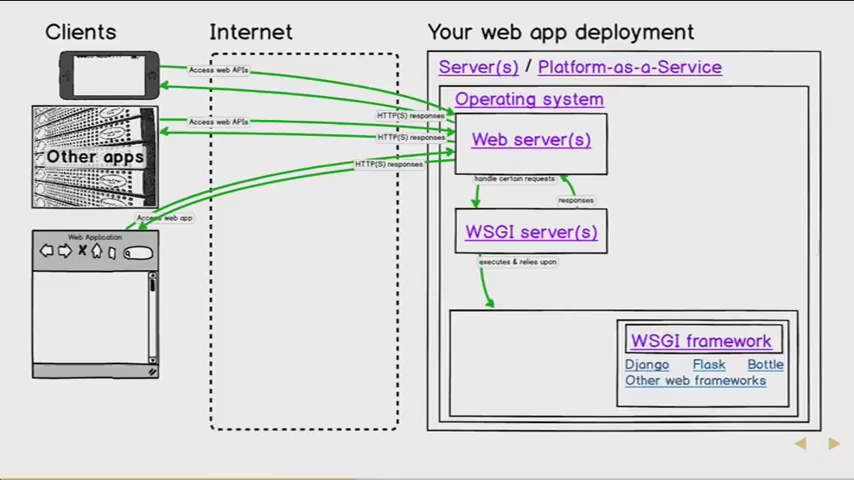 Clients
Internet
Your web app deployment
Server(s) / Platform-as-a-Service
Operating system
Web server(s)
Access web APIs
HTTP(S) responses
Access web APIs
HTTP(S) responses
Other apps
HTTP(S) responses
handle certain requests
responses
Access web app
WSGI server(s)
Web Application
executes & relies upon
WSGI framework
Django Flask Bottle
Other web frameworks